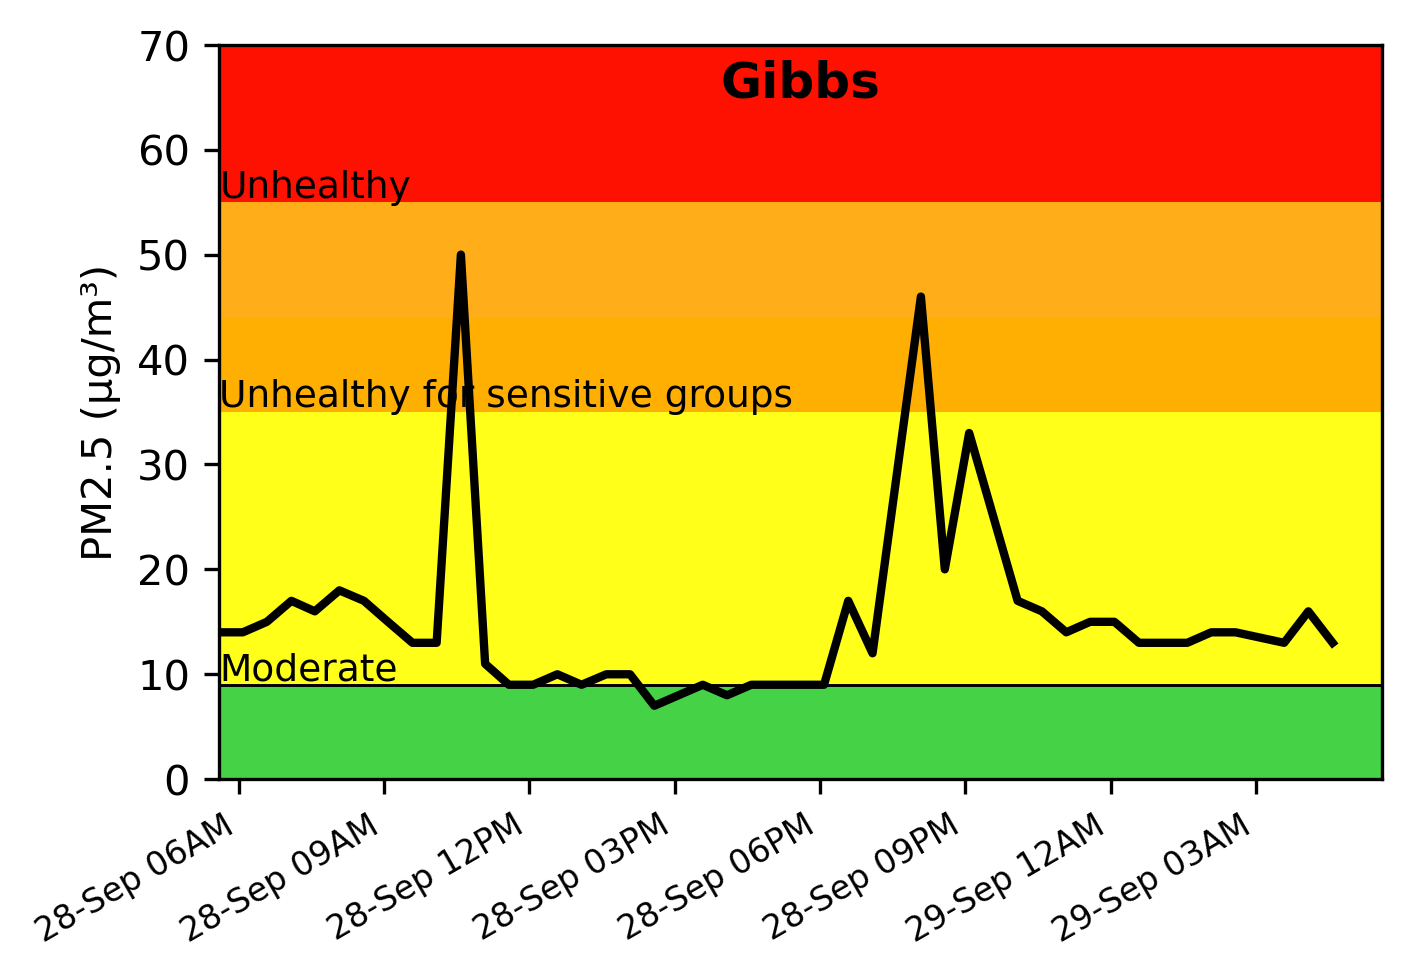 Gibbs
70
60
50
40
30
20
10
0
PM2.5 (µg/m³)
Unhealthy
Unhealthy for sensitive groups
Moderate
28-Sep 06AM
28-Sep 09AM
28-Sep 12PM
28-Sep 03PM
28-Sep 06PM
28-Sep 09PM
29-Sep 12AM
29-Sep 03AM